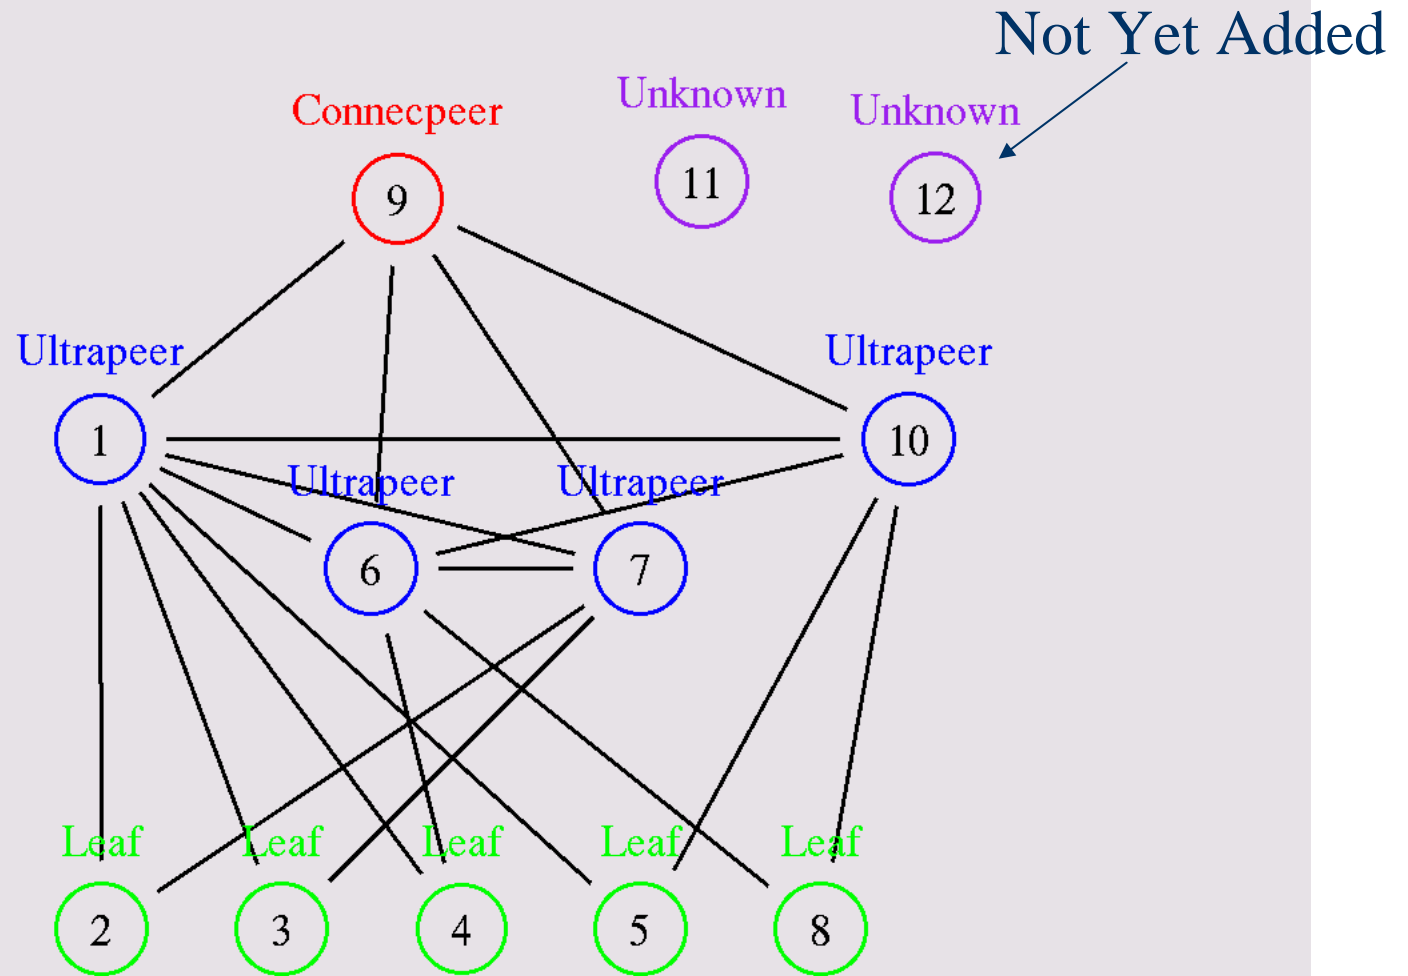 Not Yet Added
Unknown
Connecpeer
Unknown
11
12
9
Ultrapeer
Ultrapeer
1
10
Ultrapeer
Ultrapeer
6
7
Leaf
Leaf
Leaf
Leaf
Leaf
2
3
4
5
8